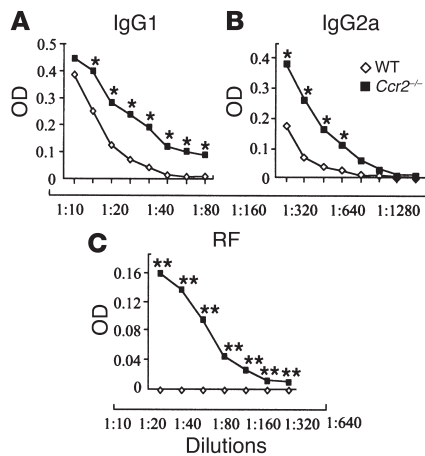 A IgG1
B IgG2a
0.5
0.4
0.3
0.2
0.1
0
OD
* * * * * * *
0.4
0.3
0.2
0.1
0
OD
* * * *
WT
Ccr2–/–
1:10 1:20 1:40 1:80 1:160 1:320 1:640 1:1280
C RF
0.16
0.12
0.08
0.04
0
OD
** ** ** ** ** ** **
1:10 1:20 1:40 1:80 1:160 1:320 1:640
Dilutions